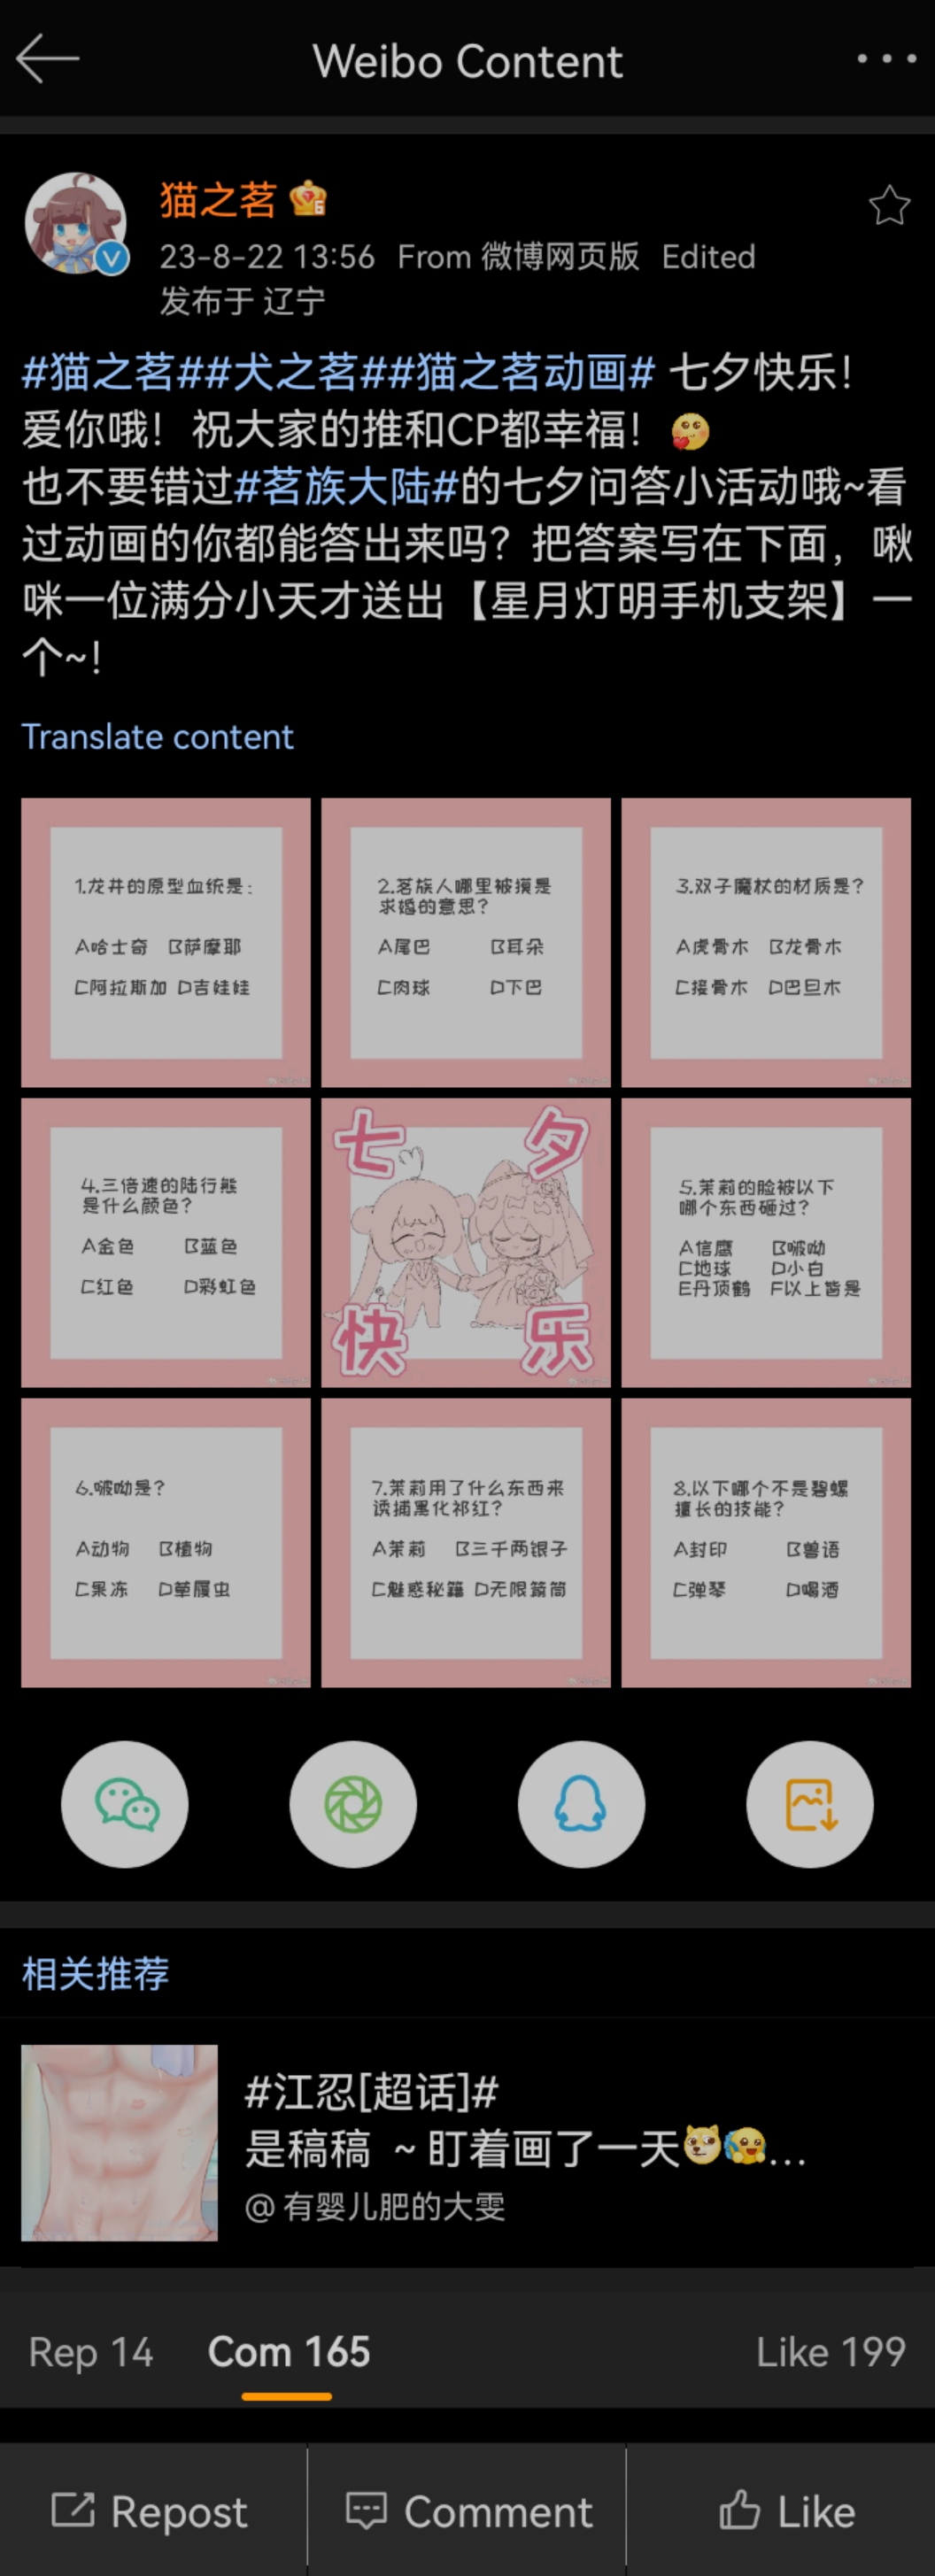 Weibo Content
猫之茗
23-8-22 13:56 From 微博网页版 Edited
发布于 辽宁
#猫之茗##犬之茗##猫之茗动画# 七夕快乐！
爱你哦！祝大家的推和CP都幸福！
也不要错过#茗族大陆#的七夕问答小活动哦~看
过动画的你都能答出来吗？把答案写在下面，啾
咪一位满分小天才送出【星月灯明手机支架】一
个~！
Translate content
1.龙井的原型血统是：
A哈士奇 B萨摩耶
C阿拉斯加 D吉娃娃
2.茗族人哪里被摸是
求婚的意思？
A尾巴 B耳朵
C肉球 D下巴
3.双子魔杖的材质是？
A虎骨木 B龙骨木
C接骨木 D巴旦木
4.三倍速的陆行熊
是什么颜色？
A金色 B蓝色
C红色 D彩虹色
七夕
快乐
5.茉莉的脸被以下
哪个东西砸过？
A信鹰 B啵呦
C地球 D小白
E丹顶鹤 F以上皆是
6.啵呦是？
A动物 B植物
C果冻 D草履虫
7.茉莉用了什么东西来
诱捕黑化祁红？
A茉莉 B三千两银子
C魅惑秘籍 D无限箭筒
8.以下哪个不是碧螺
擅长的技能？
A封印 B兽语
C弹琴 D喝酒
相关推荐
#江忍[超话]#
是稿稿 ~ 盯着画了一天...
@ 有婴儿肥的大雯
Rep 14 Com 165 Like 199
Repost Comment Like